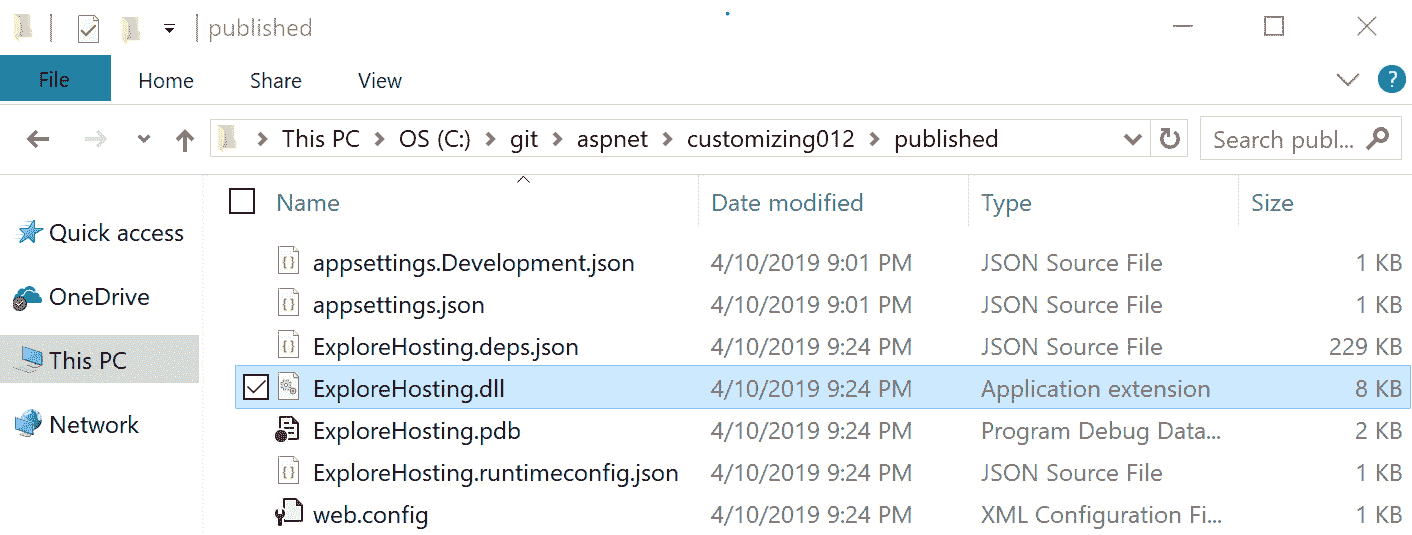 published
File Home Share View ?
This PC OS (C:) git aspnet customizing012 published Search publ...
Name Date modified Type Size
Quick access
OneDrive
This PC
Network
appsettings.Development.json 4/10/2019 9:01 PM JSON Source File 1 KB
appsettings.json 4/10/2019 9:01 PM JSON Source File 1 KB
ExploreHosting.deps.json 4/10/2019 9:24 PM JSON Source File 229 KB
ExploreHosting.dll 4/10/2019 9:24 PM Application extension 8 KB
ExploreHosting.pdb 4/10/2019 9:24 PM Program Debug Data... 2 KB
ExploreHosting.runtimeconfig.json 4/10/2019 9:24 PM JSON Source File 1 KB
web.config 4/10/2019 9:24 PM XML Configuration Fi... 1 KB